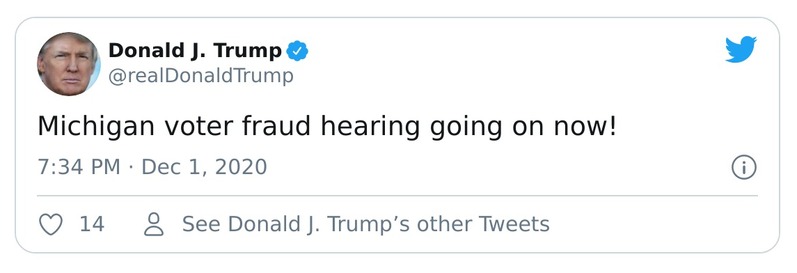 Donald J. Trump
@realDonaldTrump
Michigan voter fraud hearing going on now!
7:34 PM · Dec 1, 2020
14
See Donald J. Trump’s other Tweets